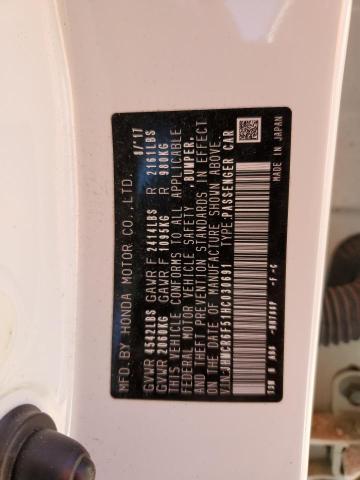 MFD.BY HONDA MOTOR CO.,LTD. 8/'17
GVWR 4542LBS GAWR F 2414LBS R 2161LBS
GVWR 2060KG GAWR F 1095KG R 980KG
THIS VEHICLE CONFORMS TO ALL APPLICABLE
FEDERAL MOTOR VEHICLE SAFETY ,BUMPER,
AND THEFT PREVENTION STANDARDS IN EFFECT
ON THE DATE OF MANUFACTURE SHOWN ABOVE.
TYPE:PASSENGER CAR
MADE IN JAPAN